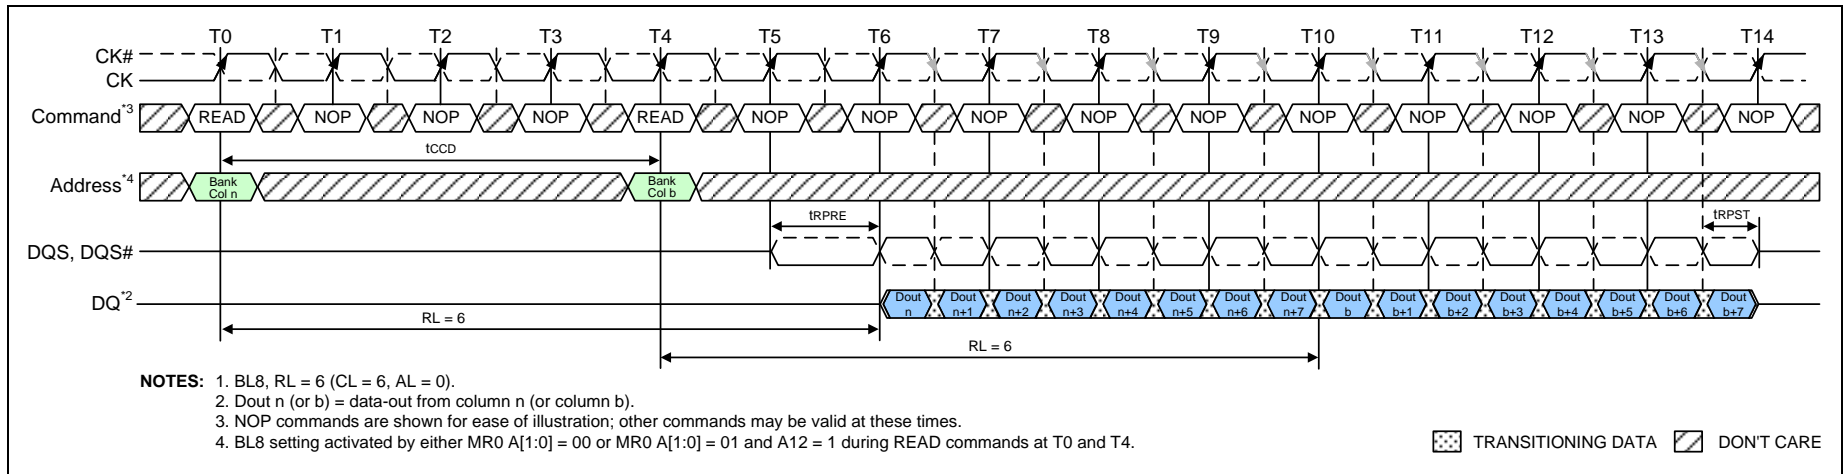 T0 T1 T2 T3 T4 T5 T6 T7 T8 T9 T10 T11 T12 T13 T14
CK#
CK
Command*3 READ NOP NOP NOP READ NOP NOP NOP NOP NOP NOP NOP NOP NOP NOP
tCCD
Address*4 Bank Col n Bank Col b
tRPRE tRPST
DQS, DQS#
DQ*2 Dout n Dout n+1 Dout n+2 Dout n+3 Dout n+4 Dout n+5 Dout n+6 Dout n+7 Dout b Dout b+1 Dout b+2 Dout b+3 Dout b+4 Dout b+5 Dout b+6 Dout b+7
RL = 6
RL = 6
NOTES: 1. BL8, RL = 6 (CL = 6, AL = 0).
2. Dout n (or b) = data-out from column n (or column b).
3. NOP commands are shown for ease of illustration; other commands may be valid at these times.
4. BL8 setting activated by either MR0 A[1:0] = 00 or MR0 A[1:0] = 01 and A12 = 1 during READ commands at T0 and T4.
TRANSITIONING DATA DON'T CARE